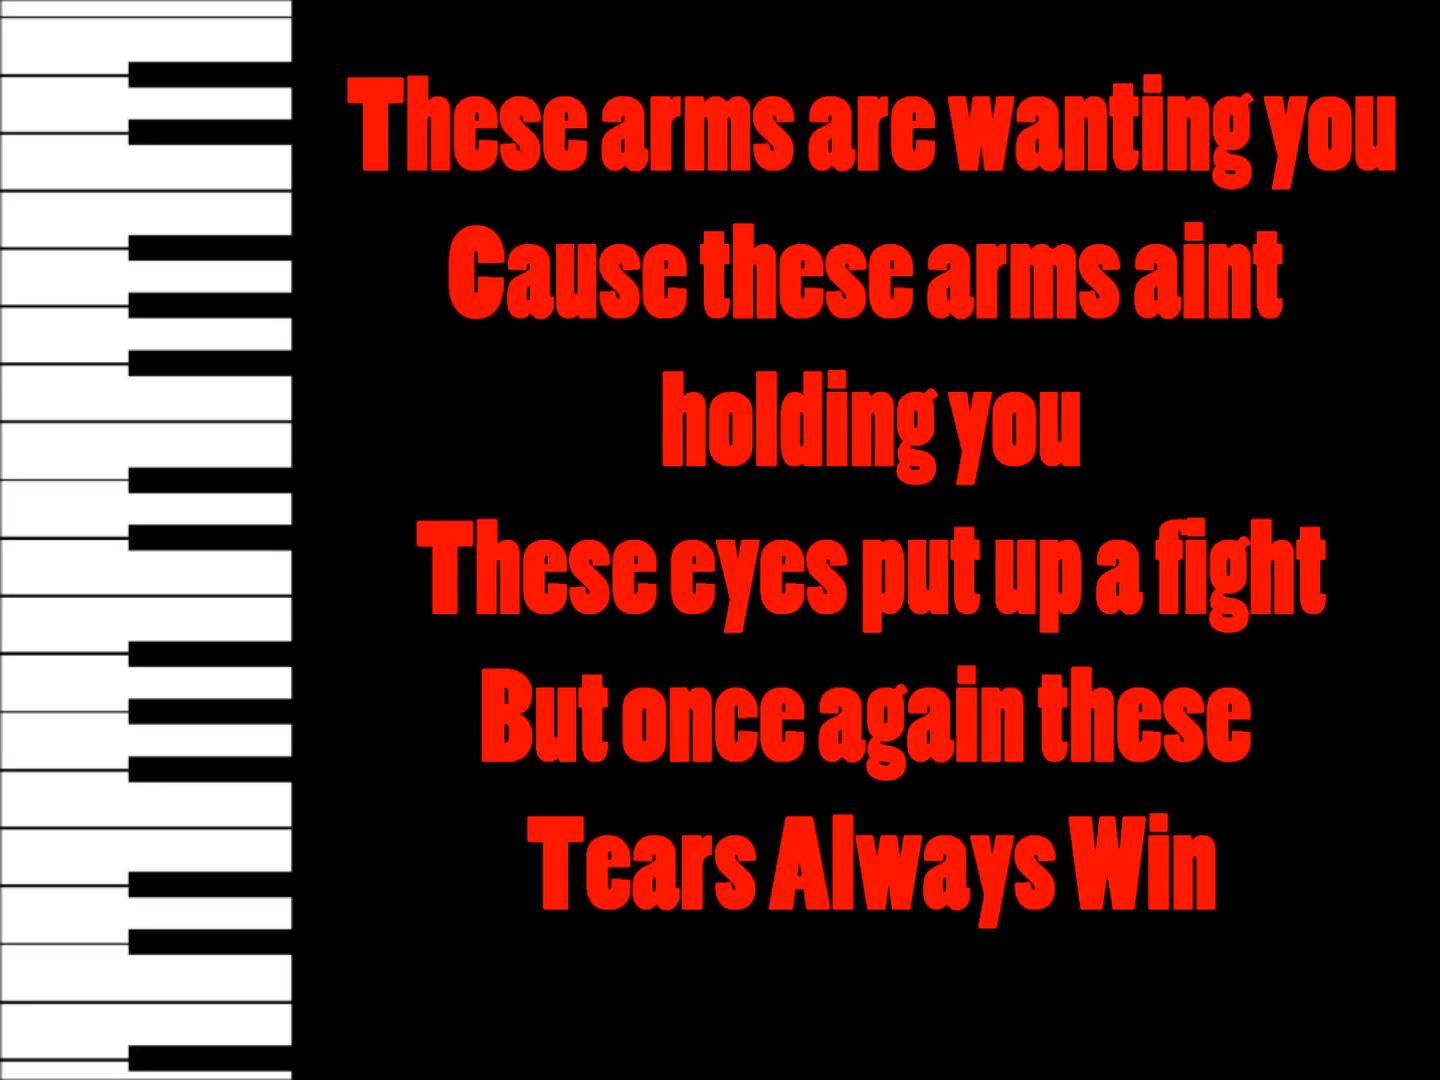 These arms are wanting you
Cause these arms aint
holding you
These eyes put up a fight
But once again these
Tears Always Win